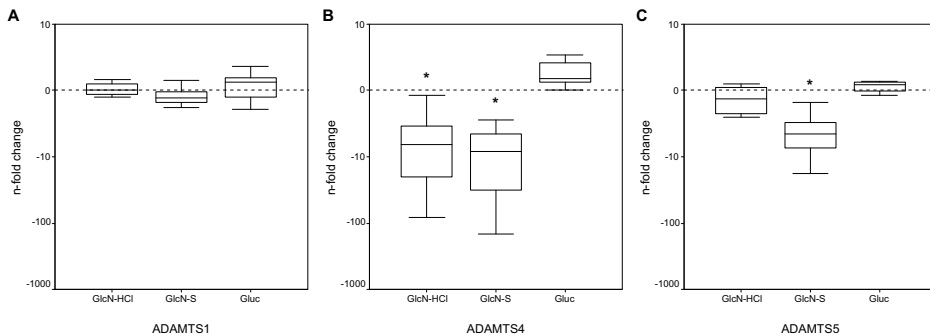 A
10
0
-10
-100
-1000
n-fold change
GlcN-HCl
GlcN-S
Gluc
ADAMTS1
B
10
0
-10
-100
-1000
n-fold change
*
*
GlcN-HCl
GlcN-S
Gluc
ADAMTS4
C
10
0
-10
-100
-1000
n-fold change
*
GlcN-HCl
GlcN-S
Gluc
ADAMTS5